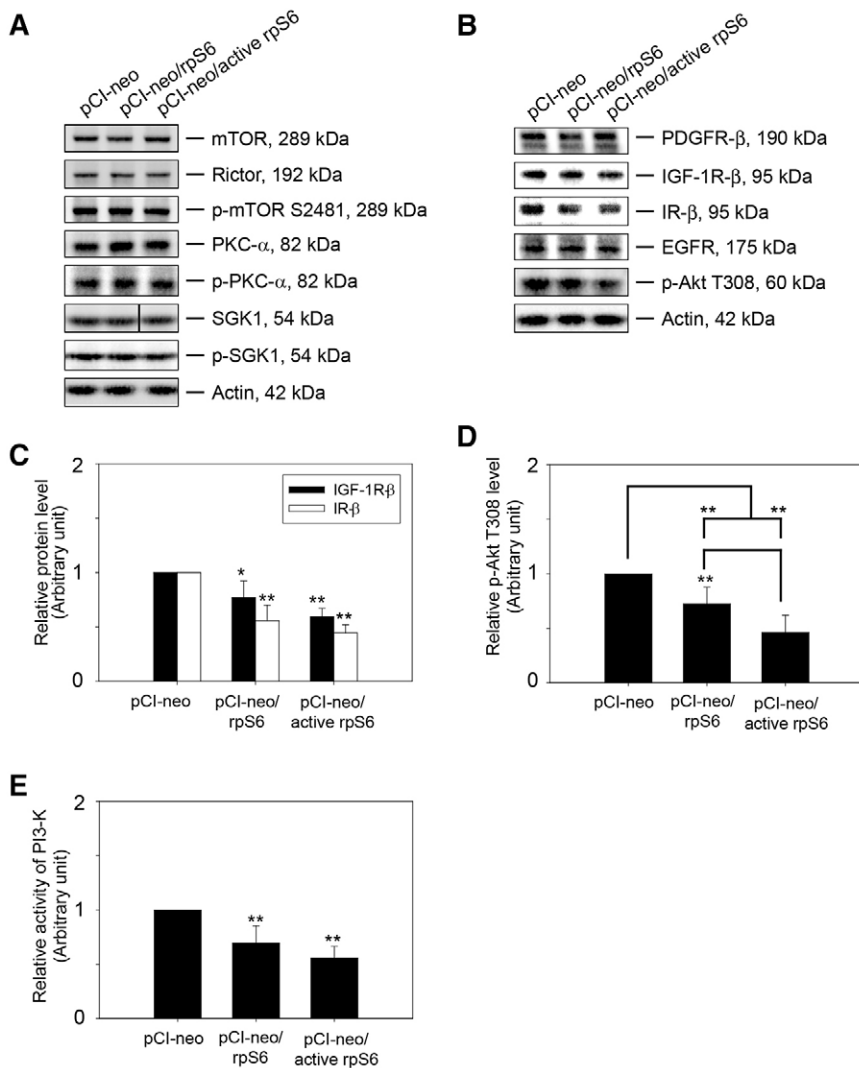 A
pCI-neo
pCI-neo/rpS6
pCI-neo/active rpS6
mTOR, 289 kDa
Rictor, 192 kDa
p-mTOR S2481, 289 kDa
PKC-α, 82 kDa
p-PKC-α, 82 kDa
SGK1, 54 kDa
p-SGK1, 54 kDa
Actin, 42 kDa
B
pCI-neo
pCI-neo/rpS6
pCI-neo/active rpS6
PDGFR-β, 190 kDa
IGF-1R-β, 95 kDa
IR-β, 95 kDa
EGFR, 175 kDa
p-Akt T308, 60 kDa
Actin, 42 kDa
C
Relative protein level
(Arbitrary unit)
2
1
0
IGF-1Rβ
IR-β
*
**
**
**
pCI-neo
pCI-neo/
rpS6
pCI-neo/
active rpS6
D
Relative p-Akt T308 level
(Arbitrary unit)
2
1
0
** **
**
pCI-neo
pCI-neo/
rpS6
pCI-neo/
active rpS6
E
Relative activity of PI3-K
(Arbitrary unit)
2
1
0
**
**
pCI-neo
pCI-neo/
rpS6
pCI-neo/
active rpS6